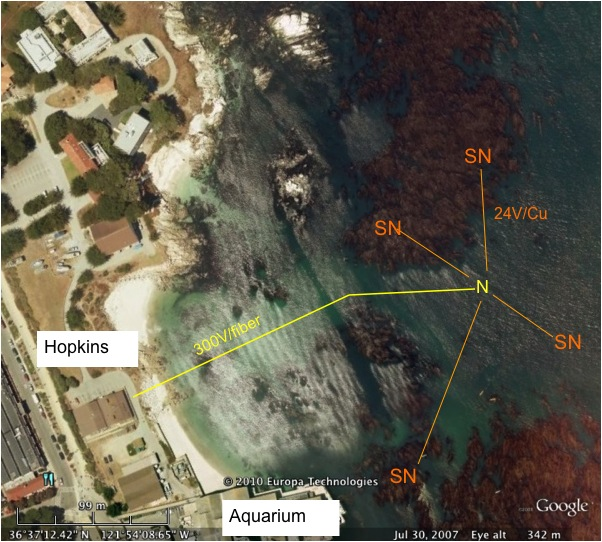 SN
24V/Cu
SN
N
300V/fiber
SN
Hopkins
SN
© 2010 Europa Technologies
99 m
Google
Aquarium
36°37'12.42" N 121°54'08.65" W
Jul 30, 2007 Eye alt 342 m